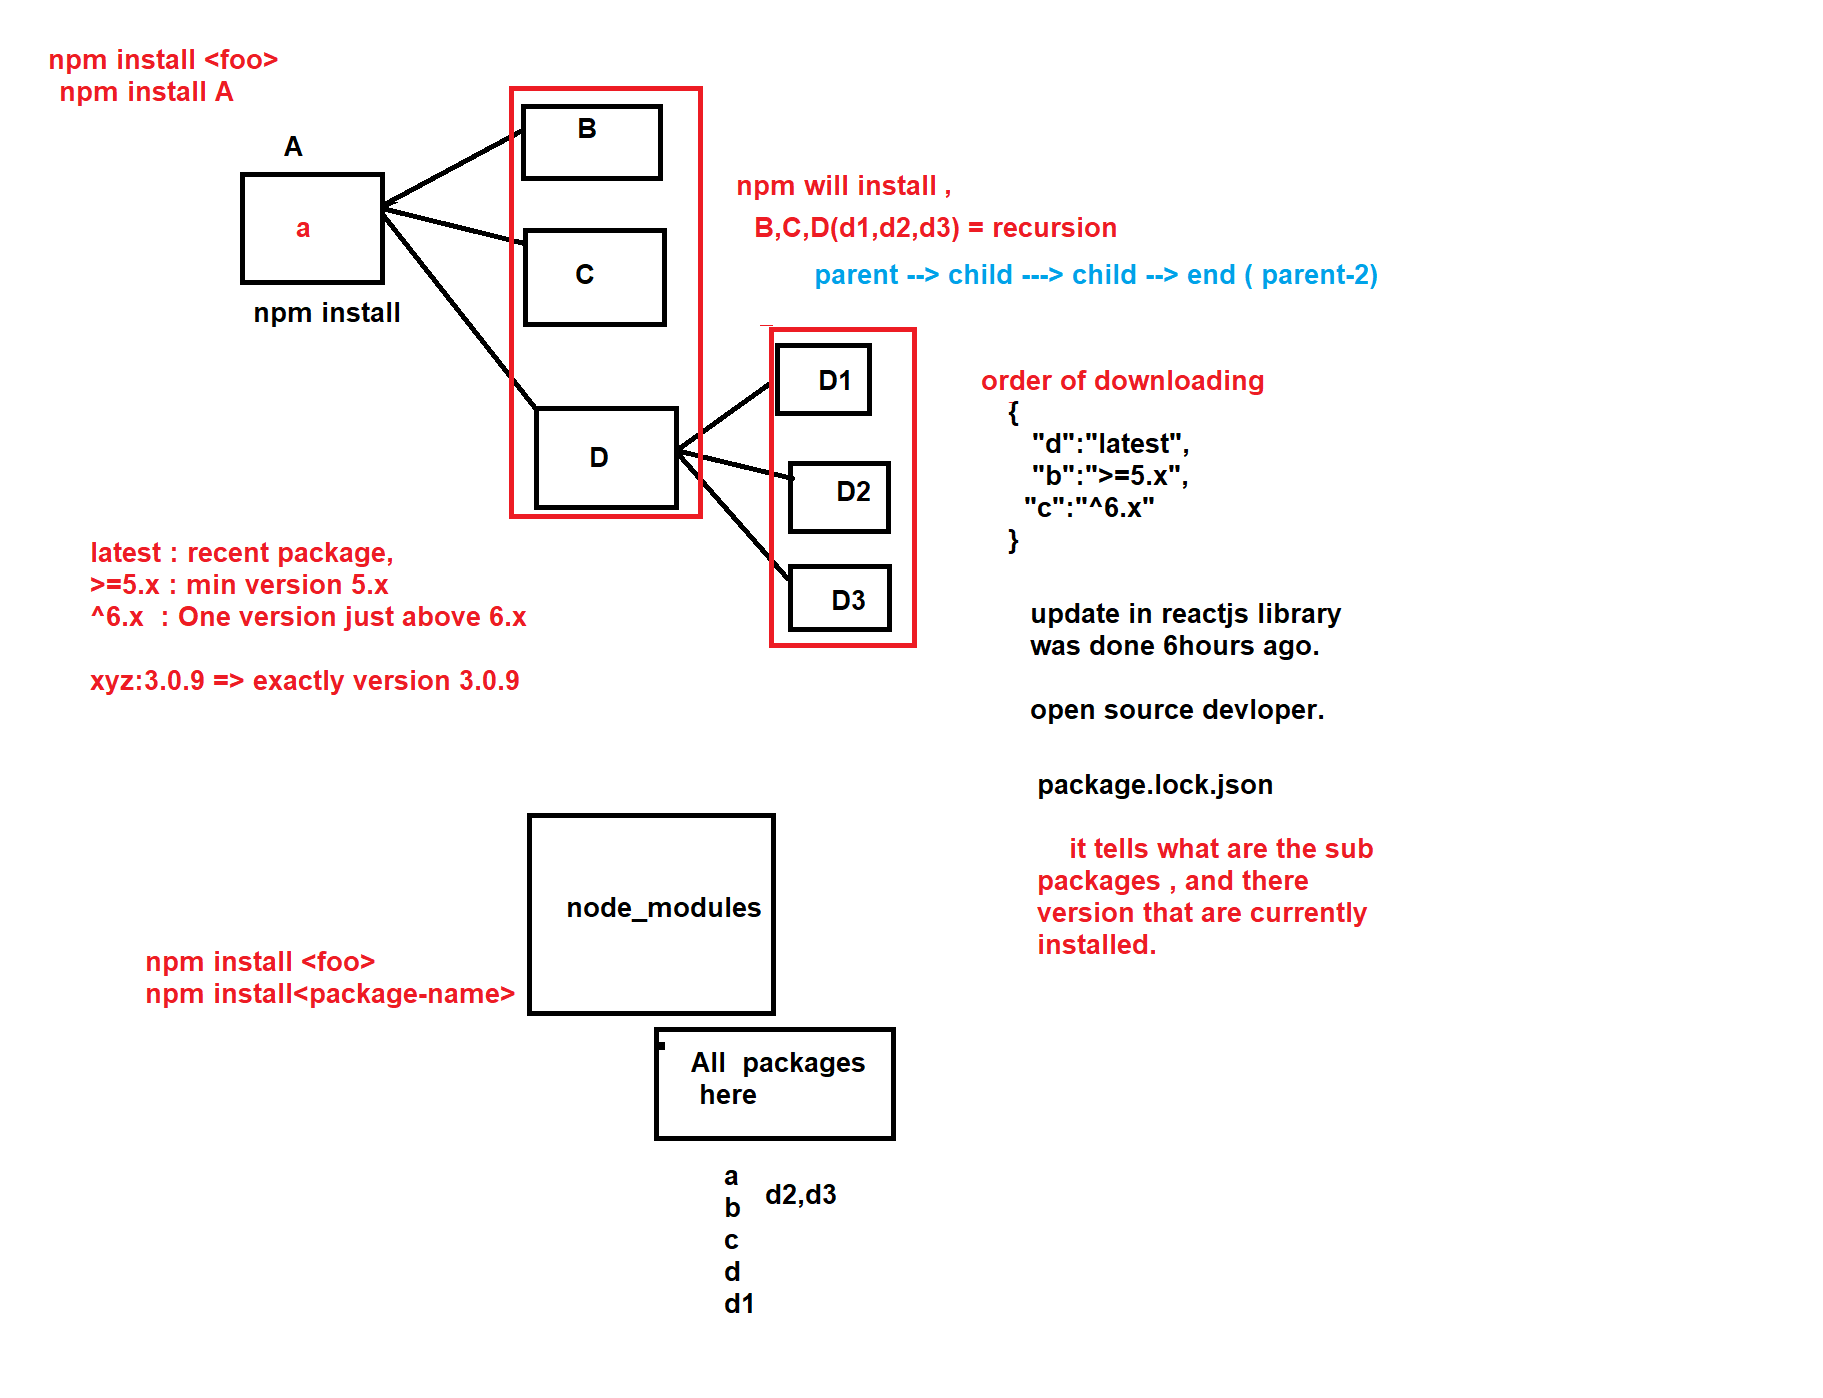 npm install <foo>
npm install A
A
a
npm install
B
C
D
npm will install ,
B,C,D(d1,d2,d3) = recursion
parent --> child ---> child --> end ( parent-2)
D1
D2
D3
order of downloading
{
"d":"latest",
"b":">=5.x",
"c":"^6.x"
}
latest : recent package,
>=5.x : min version 5.x
^6.x  : One version just above 6.x
xyz:3.0.9 => exactly version 3.0.9
update in reactjs library
was done 6hours ago.
open source devloper.
package.lock.json
it tells what are the sub
packages , and there
version that are currently
installed.
node_modules
npm install <foo>
npm install<package-name>
All  packages
here
a
b
c
d
d1
d2,d3